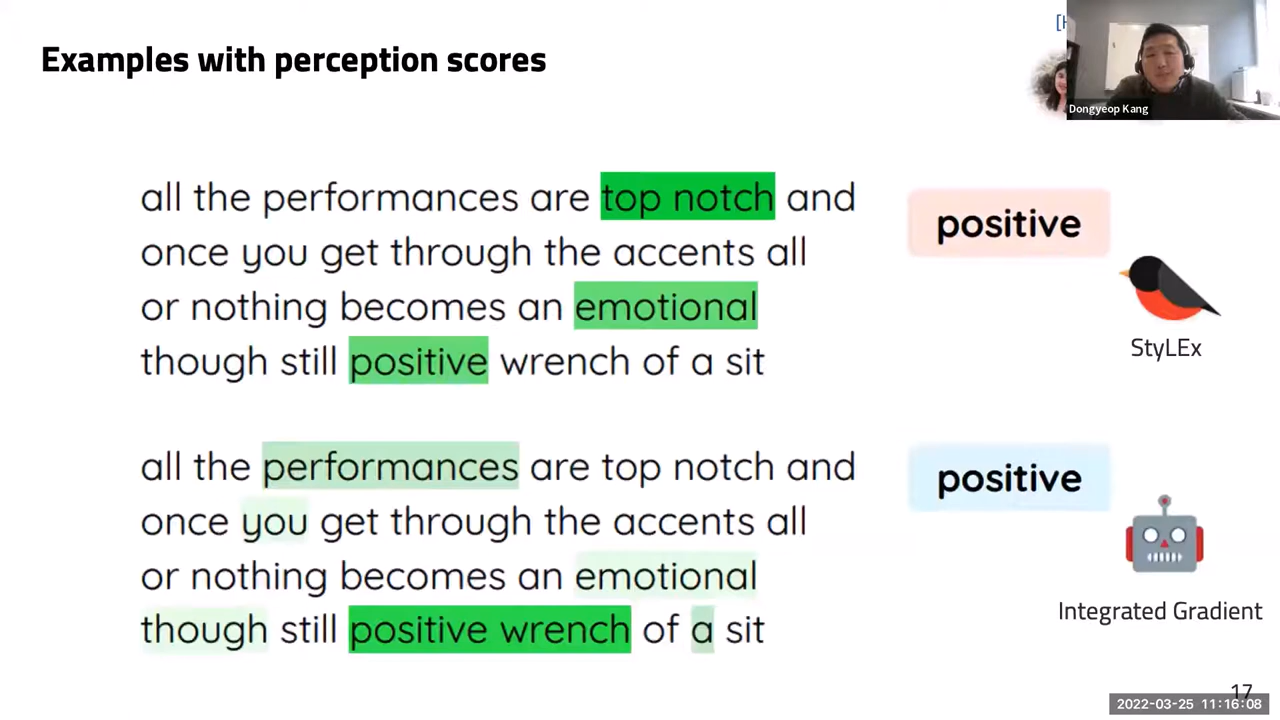 Examples with perception scores
[H
Dongyeop Kang
all the performances are top notch and
once you get through the accents all
or nothing becomes an emotional
though still positive wrench of a sit
positive
StyLEx
all the performances are top notch and
once you get through the accents all
or nothing becomes an emotional
though still positive wrench of a sit
positive
Integrated Gradient
17
2022-03-25 11:16:08